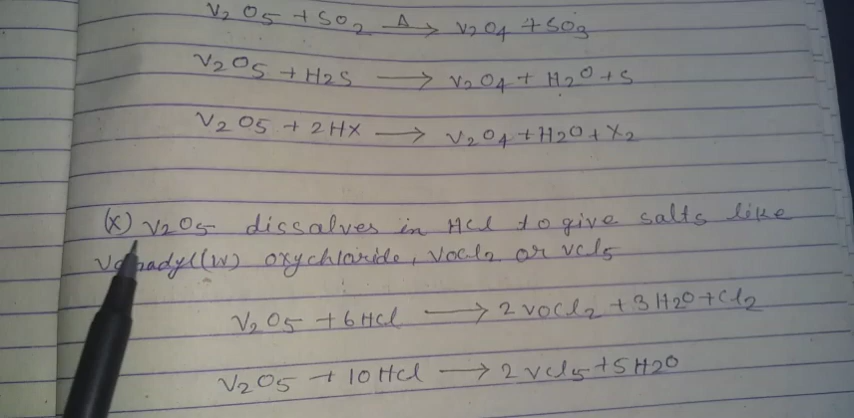 V₂O₅ + SO₂ —Δ→ V₂O₄ + SO₃
V₂O₅ + H₂S ⟶ V₂O₄ + H₂O + S
V₂O₅ + 2HX ⟶ V₂O₄ + H₂O + X₂
(X) V₂O₅ dissalves in HCl to give salts like
Vanadyl(IV) oxychloride, VOCl₂ or VCl₅
V₂O₅ + 6HCl ⟶ 2VOCl₂ + 3H₂O + Cl₂
V₂O₅ + 10HCl ⟶ 2VCl₅ + 5H₂O